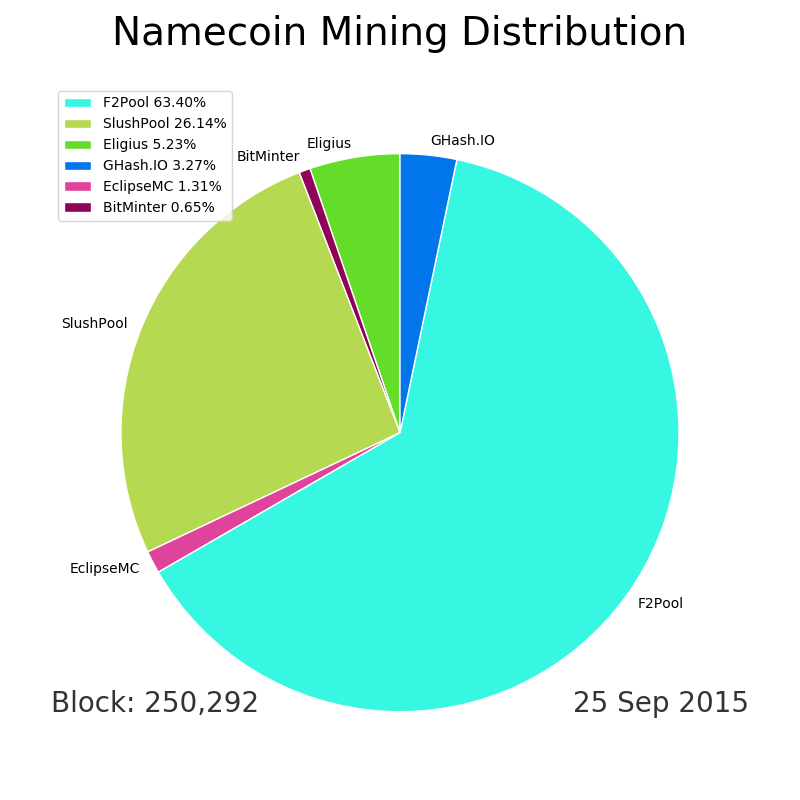 Namecoin Mining Distribution
F2Pool 63.40%
SlushPool 26.14%
Eligius 5.23%
GHash.IO 3.27%
EclipseMC 1.31%
BitMinter 0.65%
GHash.IO
Eligius
BitMinter
SlushPool
EclipseMC
F2Pool
Block: 250,292
25 Sep 2015